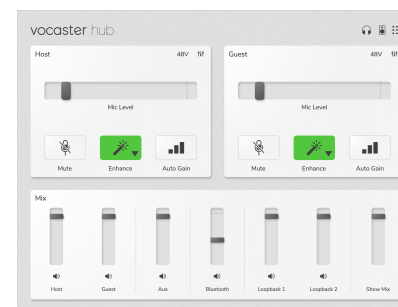 vocaster hub
Host 48V
Guest 48V
Mic Level
Mic Level
Mute Enhance Auto Gain
Mute Enhance Auto Gain
Mix
Host Guest Aux Bluetooth Loopback 1 Loopback 2 Show Mix